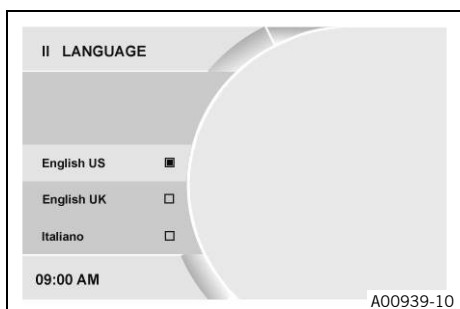 II LANGUAGE
English US
English UK
Italiano
09:00 AM
A00939-10